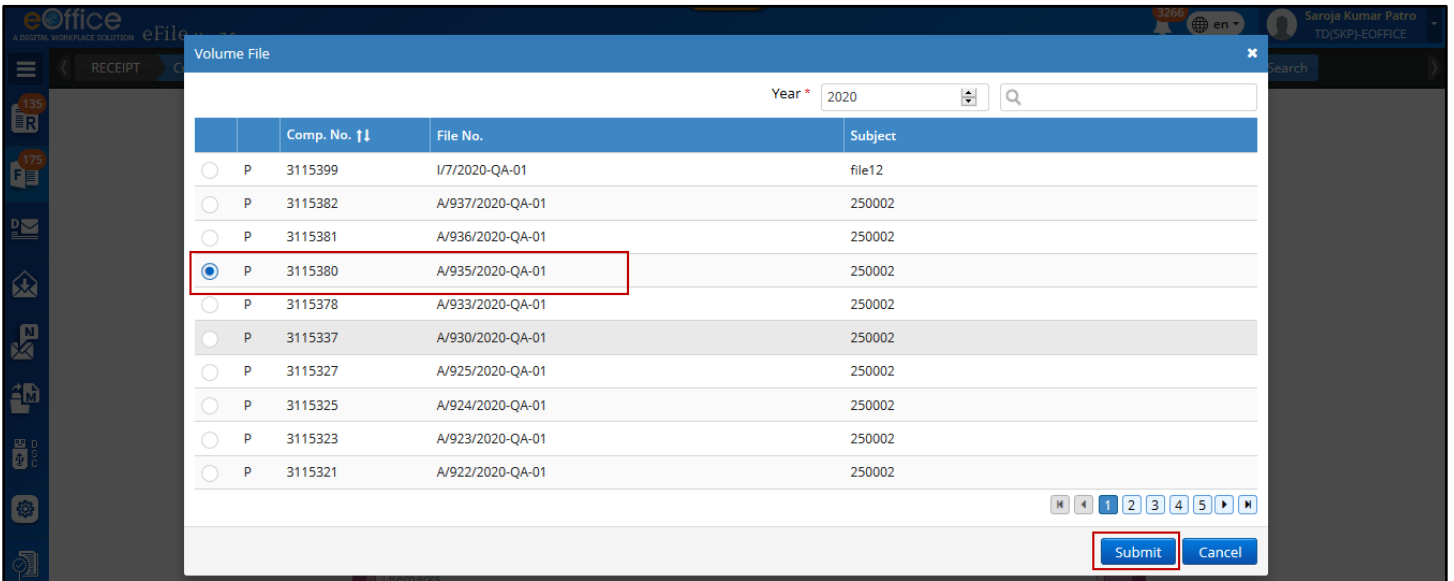 eOffice
A DIGITAL WORKPLACE SOLUTION eFile
3266 en
Saroja Kumar Patro
TD(SKP)-EOFFICE
RECEIPT
Search
Volume File
Year * 2020
Comp. No. File No. Subject
P 3115399 I/7/2020-QA-01 file12
P 3115382 A/937/2020-QA-01 250002
P 3115381 A/936/2020-QA-01 250002
P 3115380 A/935/2020-QA-01 250002
P 3115378 A/933/2020-QA-01 250002
P 3115337 A/930/2020-QA-01 250002
P 3115327 A/925/2020-QA-01 250002
P 3115325 A/924/2020-QA-01 250002
P 3115323 A/923/2020-QA-01 250002
P 3115321 A/922/2020-QA-01 250002
1 2 3 4 5
Submit Cancel
135
R
175
F
D
N
M
DSC
Remarks